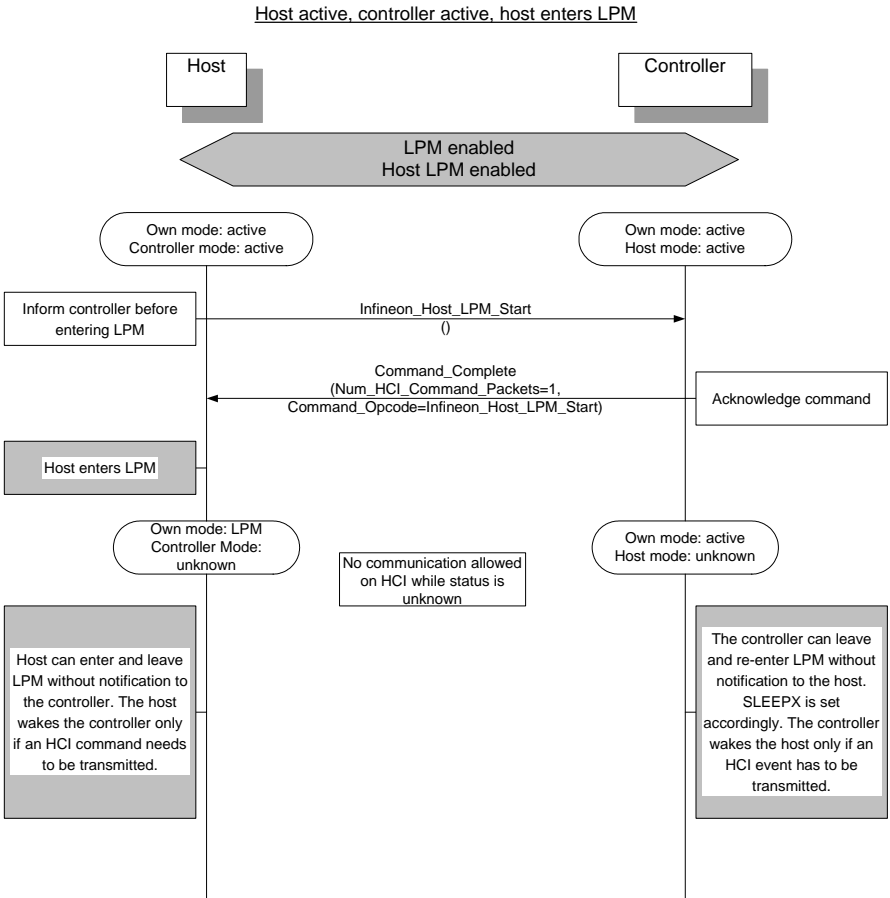 Host active, controller active, host enters LPM
Host
Controller
LPM enabled
Host LPM enabled
Own mode: active
Controller mode: active
Own mode: active
Host mode: active
Inform controller before
entering LPM
Infineon_Host_LPM_Start
()
Command_Complete
(Num_HCI_Command_Packets=1,
Command_Opcode=Infineon_Host_LPM_Start)
Acknowledge command
Host enters LPM
Own mode: LPM
Controller Mode:
unknown
No communication allowed
on HCI while status is
unknown
Own mode: active
Host mode: unknown
Host can enter and leave
LPM without notification to
the controller. The host
wakes the controller only
if an HCI command needs
to be transmitted.
The controller can leave
and re-enter LPM without
notification to the host.
SLEEPX is set
accordingly. The controller
wakes the host only if an
HCI event has to be
transmitted.